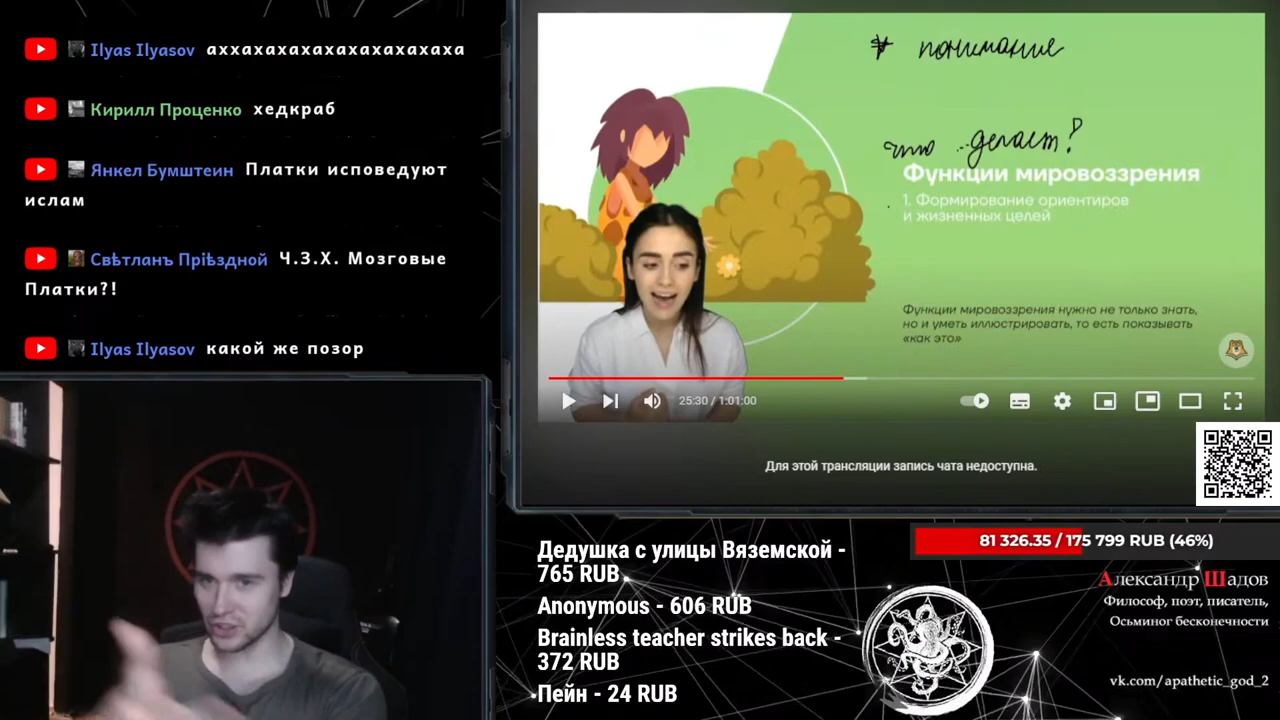 Ilyas Ilyasov аххахахахахахахахаха
Кирилл Проценко хедкраб
Янкел Бумштеин Платки исповедуют
ислам
Свѣтланъ Прiѣздной Ч.З.Х. Мозговые
Платки?!
Ilyas Ilyasov какой же позор
* понимание
что делает?
Функции мировоззрения
1. Формирование ориентиров
и жизненных целей
Функции мировоззрения нужно не только знать,
но и уметь иллюстрировать, то есть показывать
«как это»
25:30 / 1:01:00
Для этой трансляции запись чата недоступна.
81 326.35 / 175 799 RUB (46%)
Дедушка с улицы Вяземской -
765 RUB
Anonymous - 606 RUB
Brainless teacher strikes back -
372 RUB
Пейн - 24 RUB
Александр Шадов
Философ, поэт, писатель,
Осьминог бесконечности
vk.com/apathetic_god_2